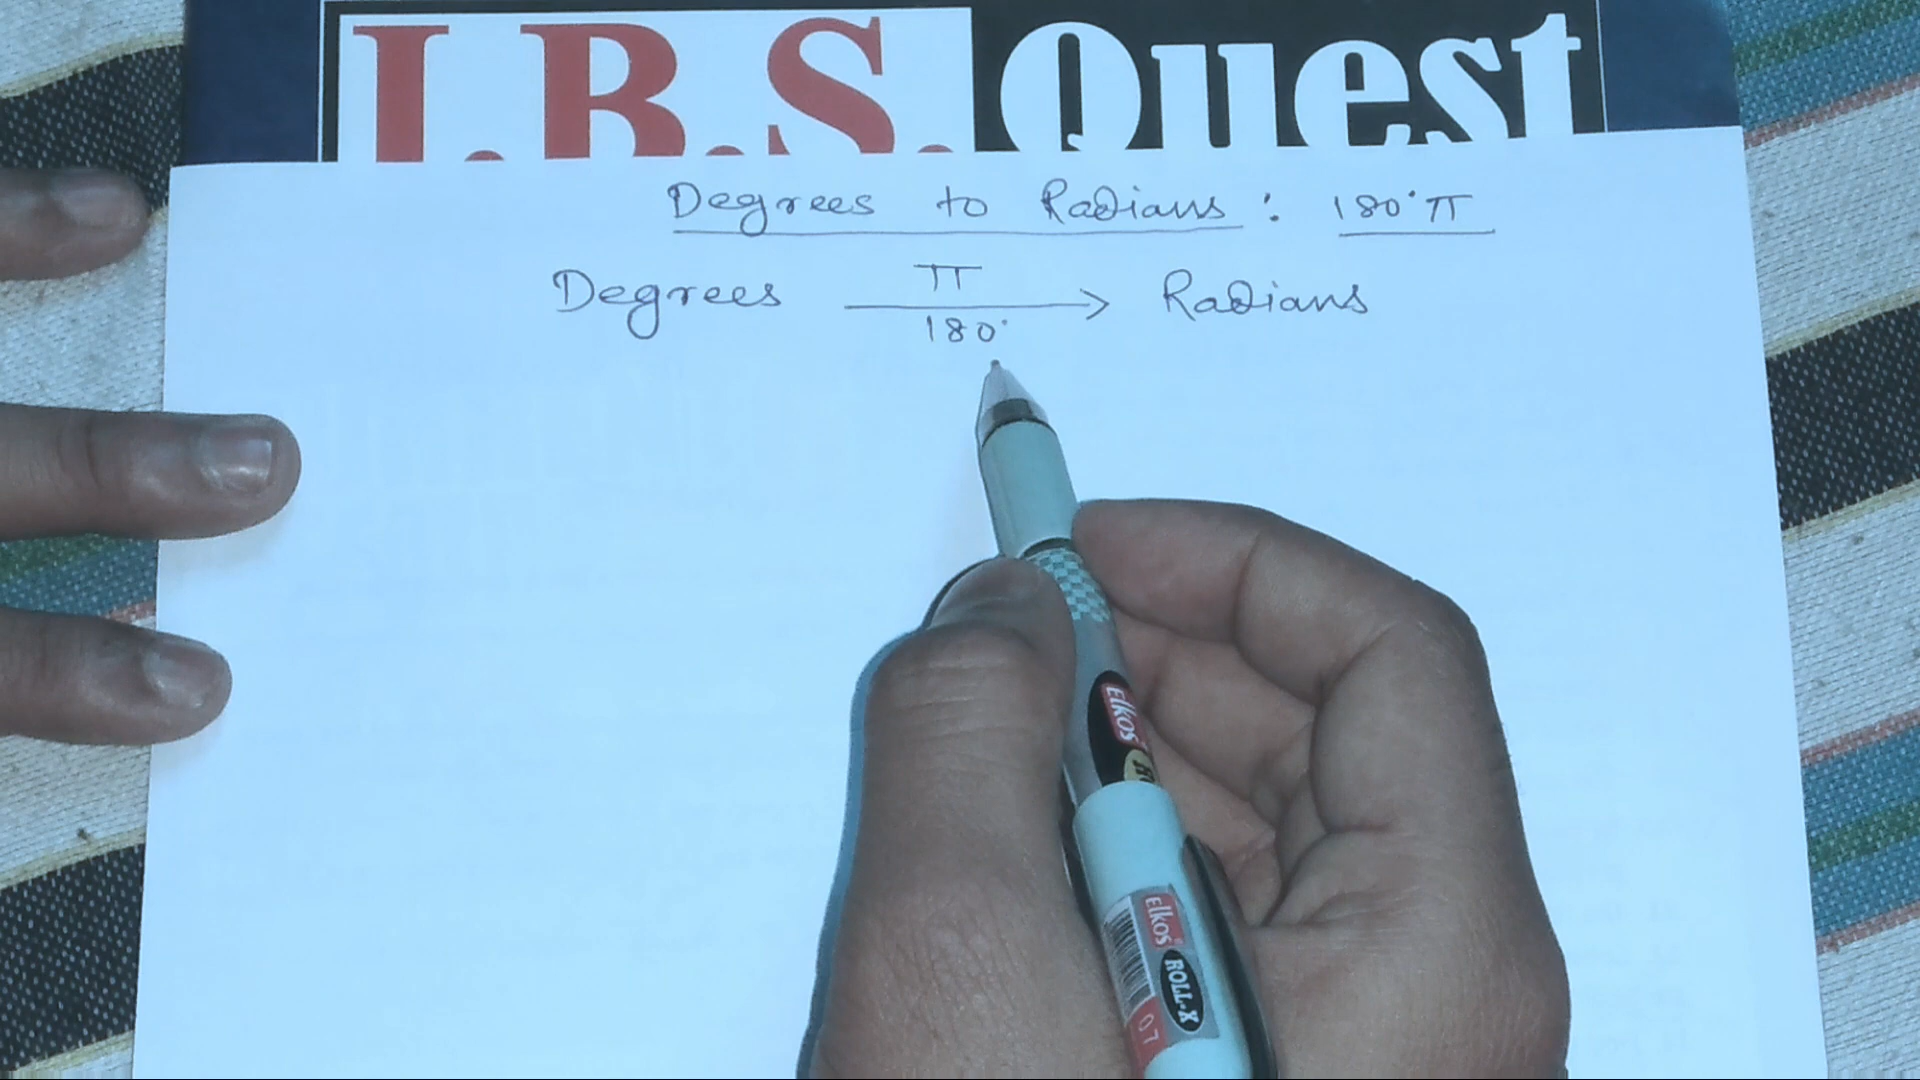 I.B.S. Quest
Degrees to Radians : 180°π
Degrees π/180° → Radians
Elkos
Elkos ROLL-X 0.7